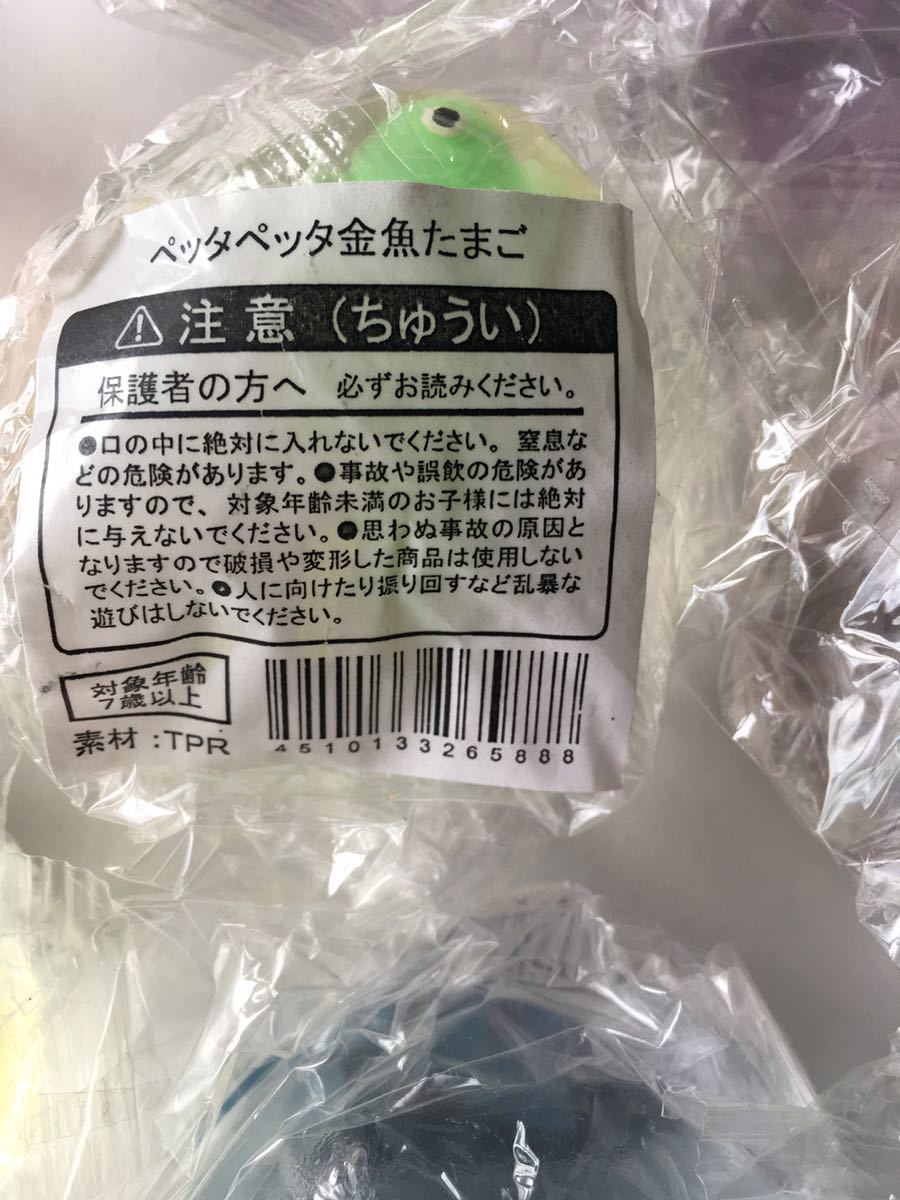 ペッタペッタ金魚たまご
⚠注意（ちゅうい）
保護者の方へ 必ずお読みください。
●口の中に絶対に入れないでください。窒息な
どの危険があります。●事故や誤飲の危険があ
りますので、対象年齢未満のお子様には絶対
に与えないでください。●思わぬ事故の原因と
なりますので破損や変形した商品は使用しない
でください。●人に向けたり振り回すなど乱暴な
遊びはしないでください。
対象年齢
7歳以上
素材:TPR
4510133265888